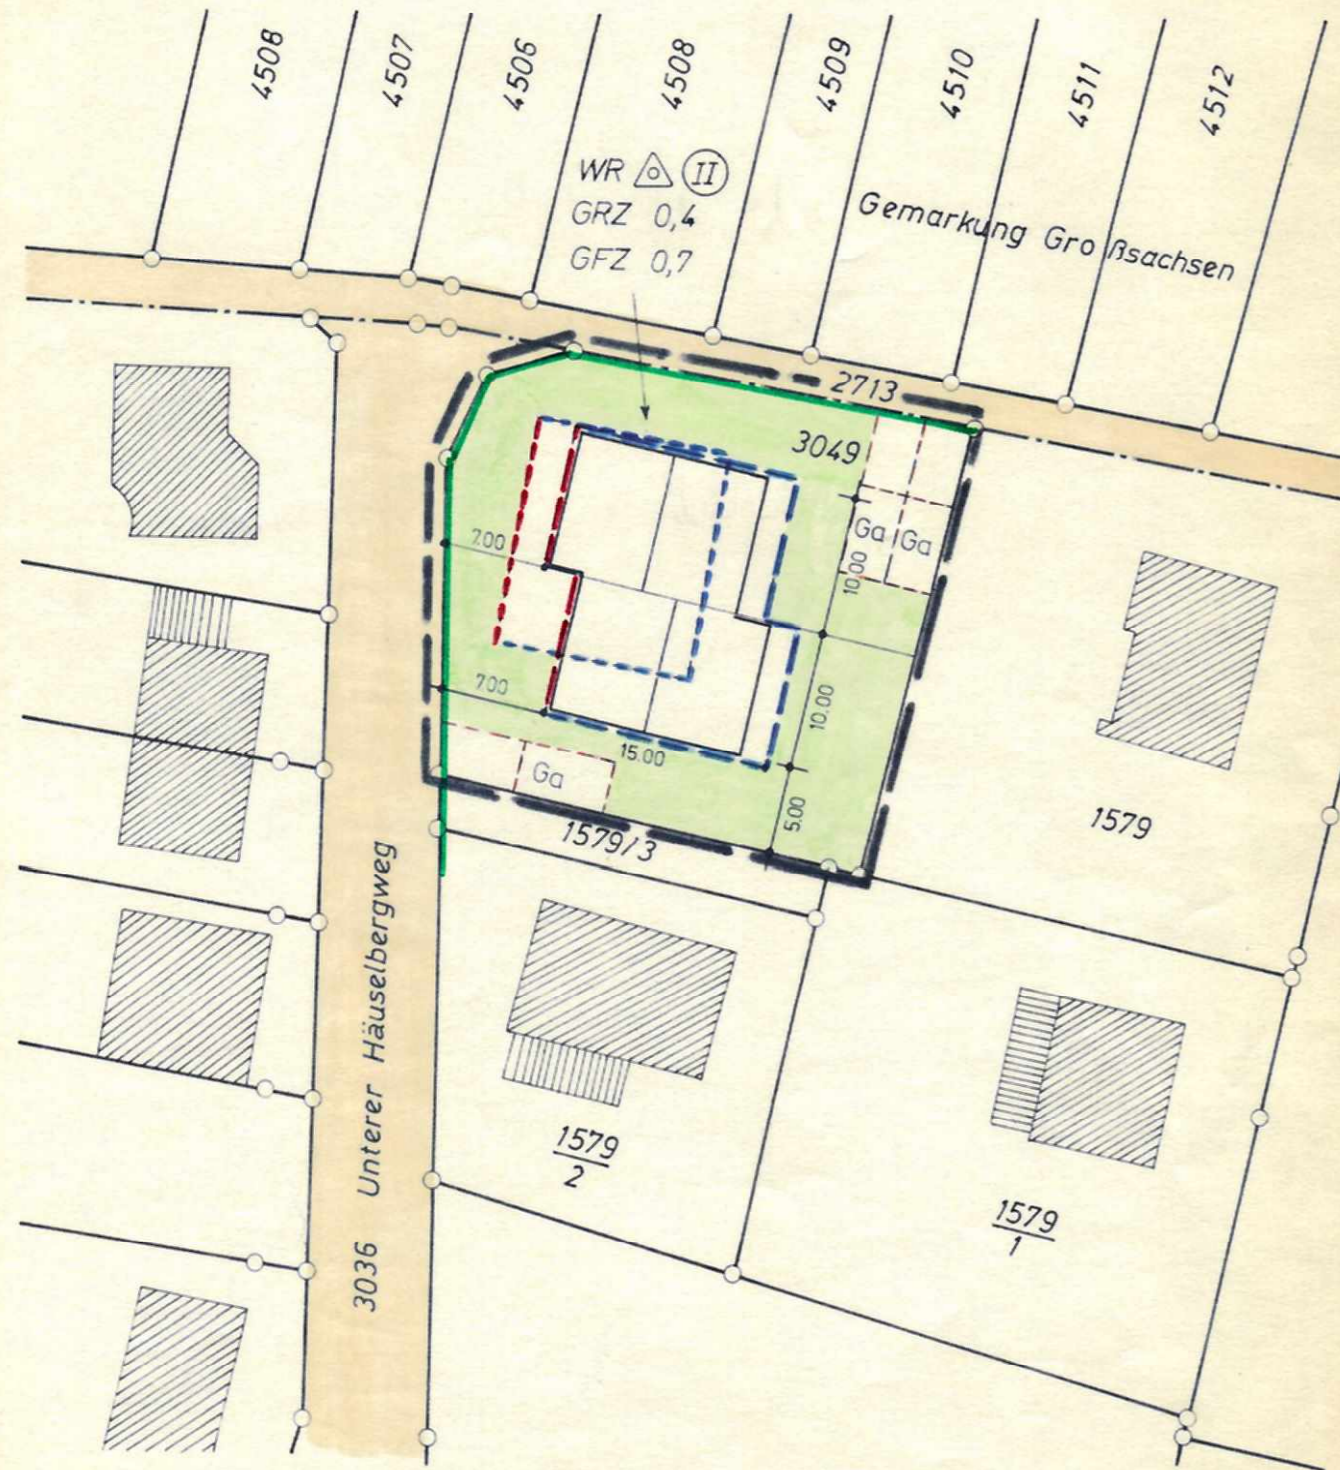 4508
4507
4506
4508
4509
4510
4511
4512
WR II
GRZ 0,4
GFZ 0,7
Gemarkung Großsachsen
2713
3049
Ga
Ga
7.00
10.00
7.00
10.00
15.00
Ga
5.00
1579/3
1579
3036 Unterer Häuselbergweg
1579
2
1579
1